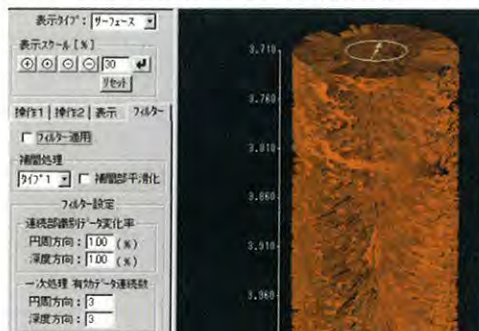 表示タイプ： サーフェース
表示スケール [％]
30
リセット
操作1 操作2 表示 フィルター
フィルター適用
補間処理
タイプ1 補間部平滑化
フィルター設定
連続部識別データ変化率
円周方向： 1.00 (％)
深度方向： 1.00 (％)
一次処理 有効データ連続数
円周方向： 3
深度方向： 3
3.710
3.760
3.810
3.860
3.910
3.960